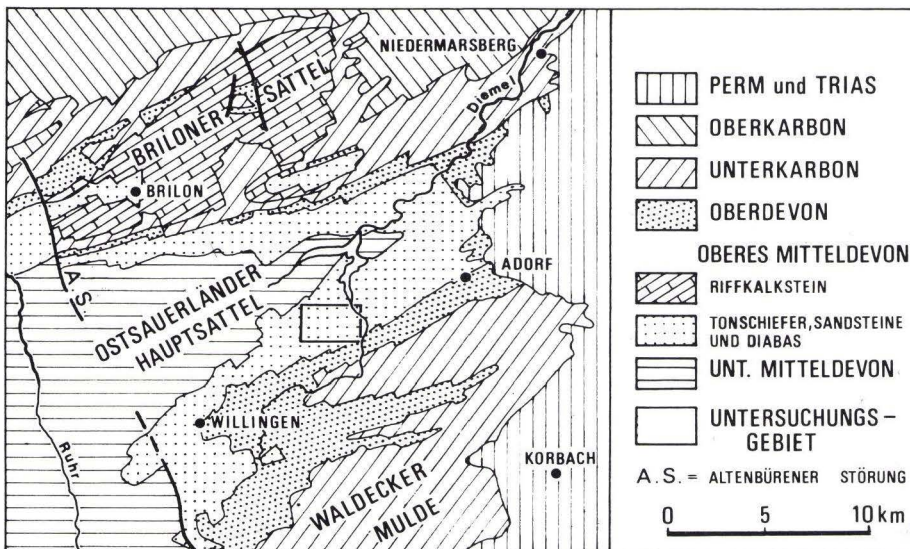 NIEDERMARSBERG
Diemel
BRILONER SATTEL
BRILON
A.S.
ADORF
OSTSAUERLÄNDER
HAUPTSATTEL
WILLINGEN
Ruhr
KORBACH
WALDECKER
MULDE
PERM und TRIAS
OBERKARBON
UNTERKARBON
OBERDEVON
OBERES MITTELDEVON
RIFFKALKSTEIN
TONSCHIEFER, SANDSTEINE
UND DIABAS
UNT. MITTELDEVON
UNTERSUCHUNGS-
GEBIET
A.S. = ALTENBÜRENER STÖRUNG
0 5 10 km